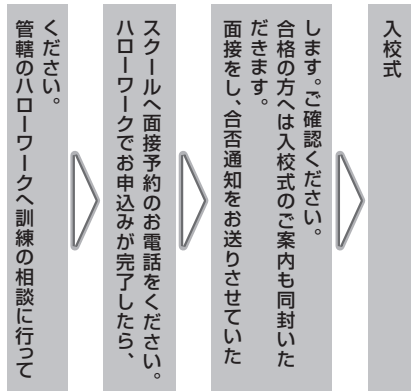 管轄のハローワークへ訓練の相談に行って
ください。
ハローワークでお申込みが完了したら、
スクールへ面接予約のお電話をください。
面接をし、合否通知をお送りさせていた
だきます。
合格の方へは入校式のご案内も同封いた
します。ご確認ください。
入校式